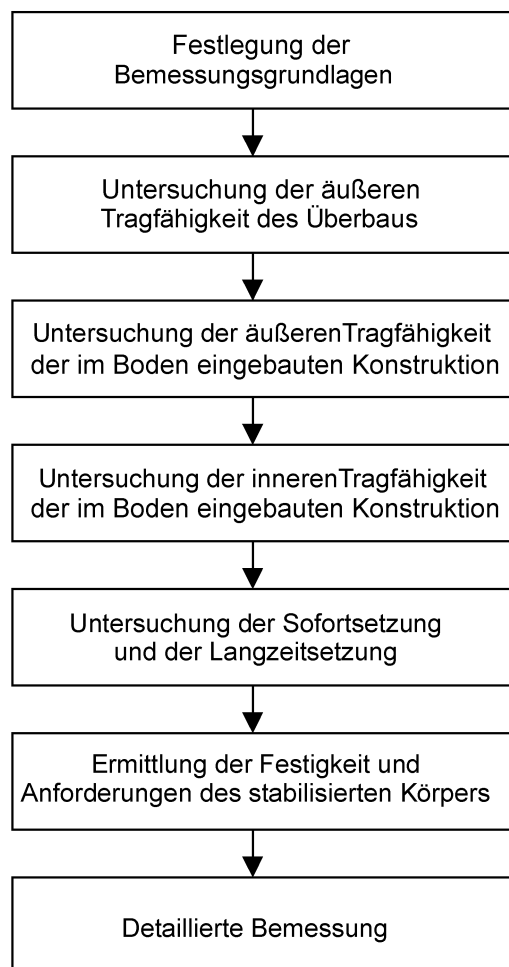 Festlegung der
Bemessungsgrundlagen
Untersuchung der äußeren
Tragfähigkeit des Überbaus
Untersuchung der äußerenTragfähigkeit
der im Boden eingebauten Konstruktion
Untersuchung der innerenTragfähigkeit
der im Boden eingebauten Konstruktion
Untersuchung der Sofortsetzung
und der Langzeitsetzung
Ermittlung der Festigkeit und
Anforderungen des stabilisierten Körpers
Detaillierte Bemessung